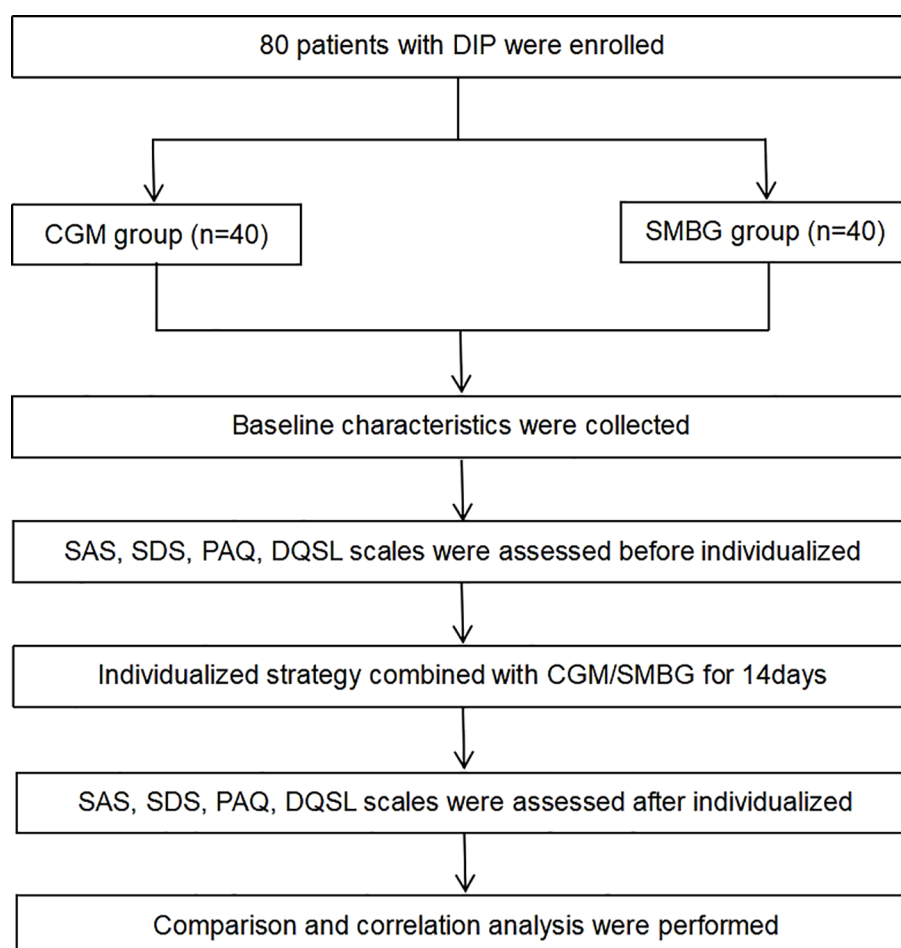 80 patients with DIP were enrolled
CGM group (n=40)
SMBG group (n=40)
Baseline characteristics were collected
SAS, SDS, PAQ, DQSL scales were assessed before individualized
Individualized strategy combined with CGM/SMBG for 14days
SAS, SDS, PAQ, DQSL scales were assessed after individualized
Comparison and correlation analysis were performed